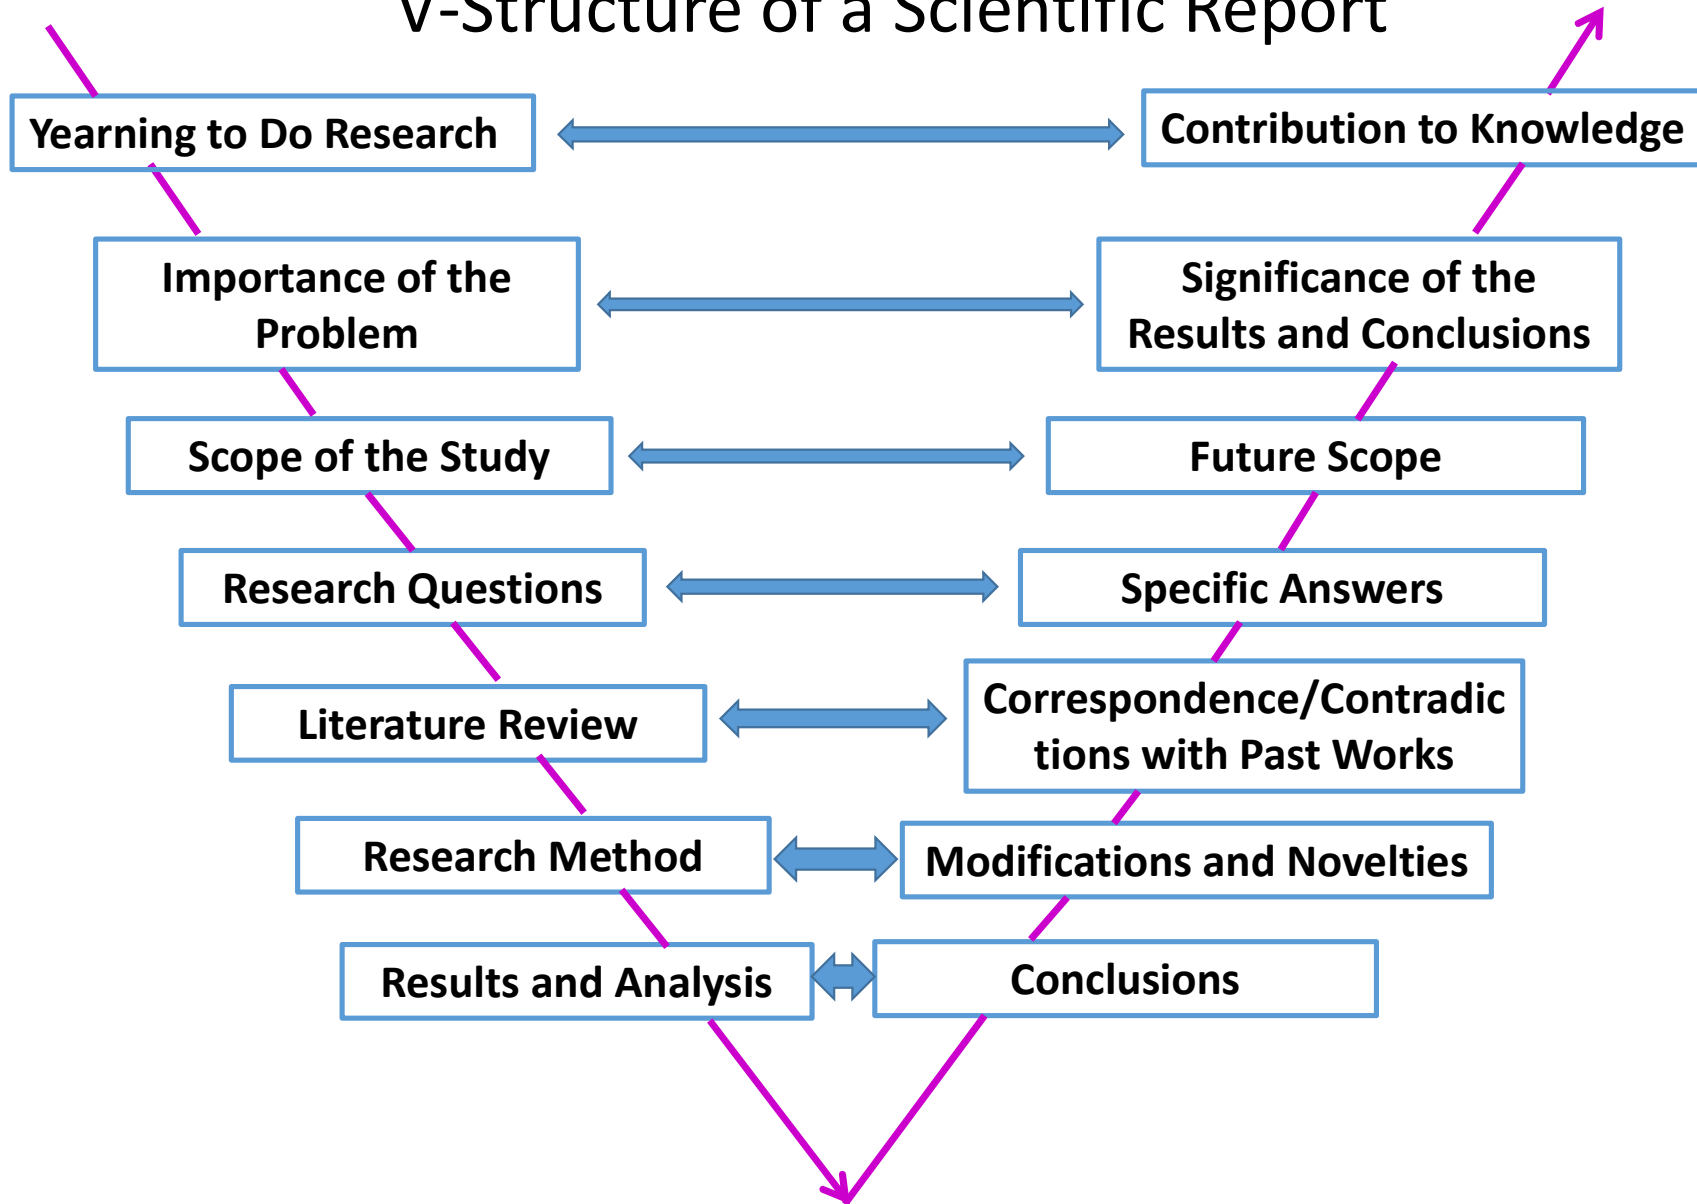 V-Structure of a Scientific Report
Yearning to Do Research
Contribution to Knowledge
Importance of the
Problem
Significance of the
Results and Conclusions
Scope of the Study
Future Scope
Research Questions
Specific Answers
Literature Review
Correspondence/Contradic
tions with Past Works
Research Method
Modifications and Novelties
Results and Analysis
Conclusions